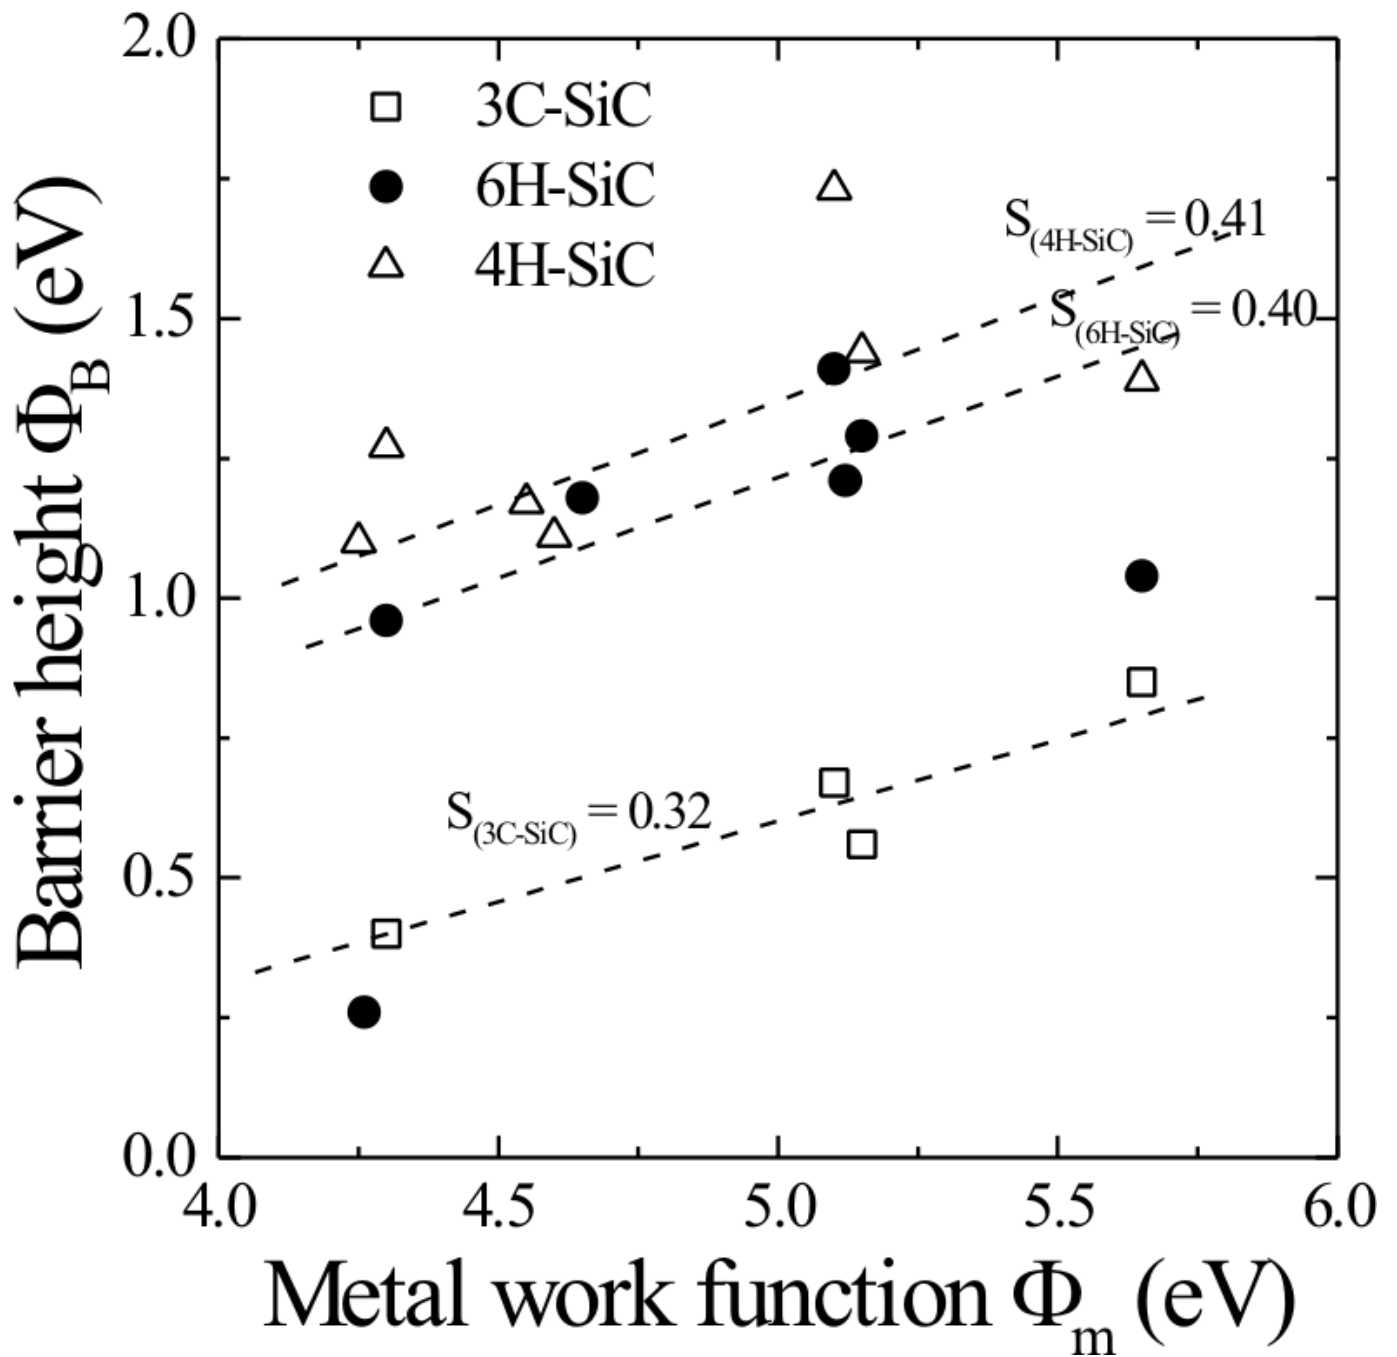 2.0
3C-SiC
6H-SiC
4H-SiC
S(4H-SiC) = 0.41
S(6H-SiC) = 0.40
1.5
1.0
S(3C-SiC) = 0.32
0.5
0.0
4.0 4.5 5.0 5.5 6.0
Metal work function Φm (eV)
Barrier height ΦB (eV)